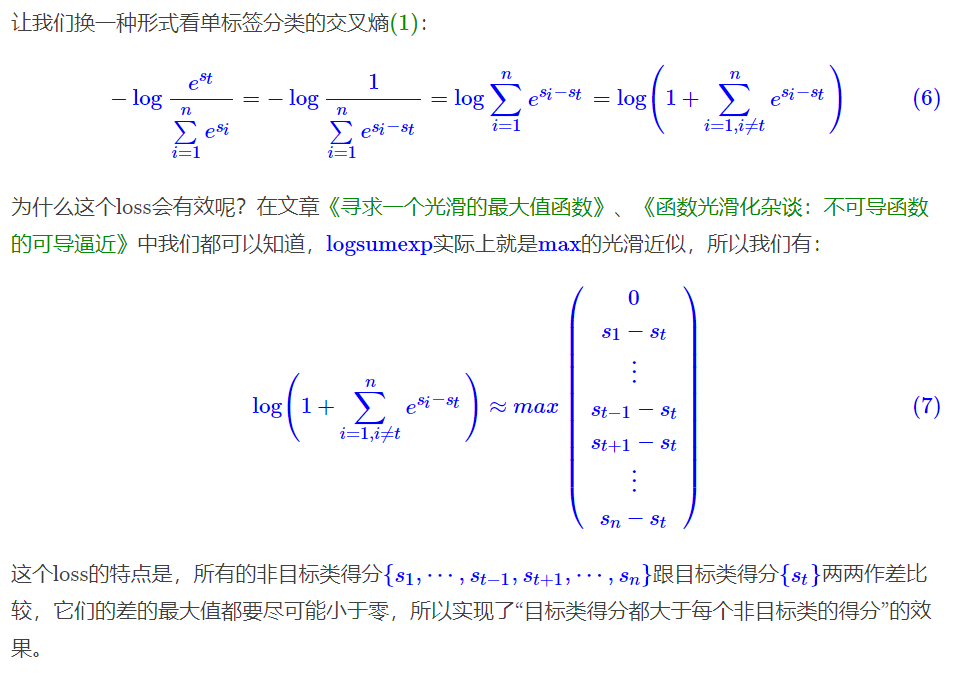 让我们换一种形式看单标签分类的交叉熵(1)：
$-\log \frac{e^{s_t}}{\sum\limits_{i=1}^{n} e^{s_i}} = -\log \frac{1}{\sum\limits_{i=1}^{n} e^{s_i-s_t}} = \log \sum\limits_{i=1}^{n} e^{s_i-s_t} = \log \left(1 + \sum\limits_{i=1,i\neq t}^{n} e^{s_i-s_t}\right)$ (6)
为什么这个loss会有效呢？在文章《寻求一个光滑的最大值函数》、《函数光滑化杂谈：不可导函数
的可导逼近》中我们都可以知道，logsumexp实际上就是max的光滑近似，所以我们有：
$\log \left(1 + \sum\limits_{i=1,i\neq t}^{n} e^{s_i-s_t}\right) \approx max \begin{pmatrix} 0 \\ s_1 - s_t \\ \vdots \\ s_{t-1} - s_t \\ s_{t+1} - s_t \\ \vdots \\ s_n - s_t \end{pmatrix}$ (7)
这个loss的特点是，所有的非目标类得分$\{s_1, \cdots, s_{t-1}, s_{t+1}, \cdots, s_n\}$跟目标类得分$\{s_t\}$两两作差比
较，它们的差的最大值都要尽可能小于零，所以实现了“目标类得分都大于每个非目标类的得分”的效
果。